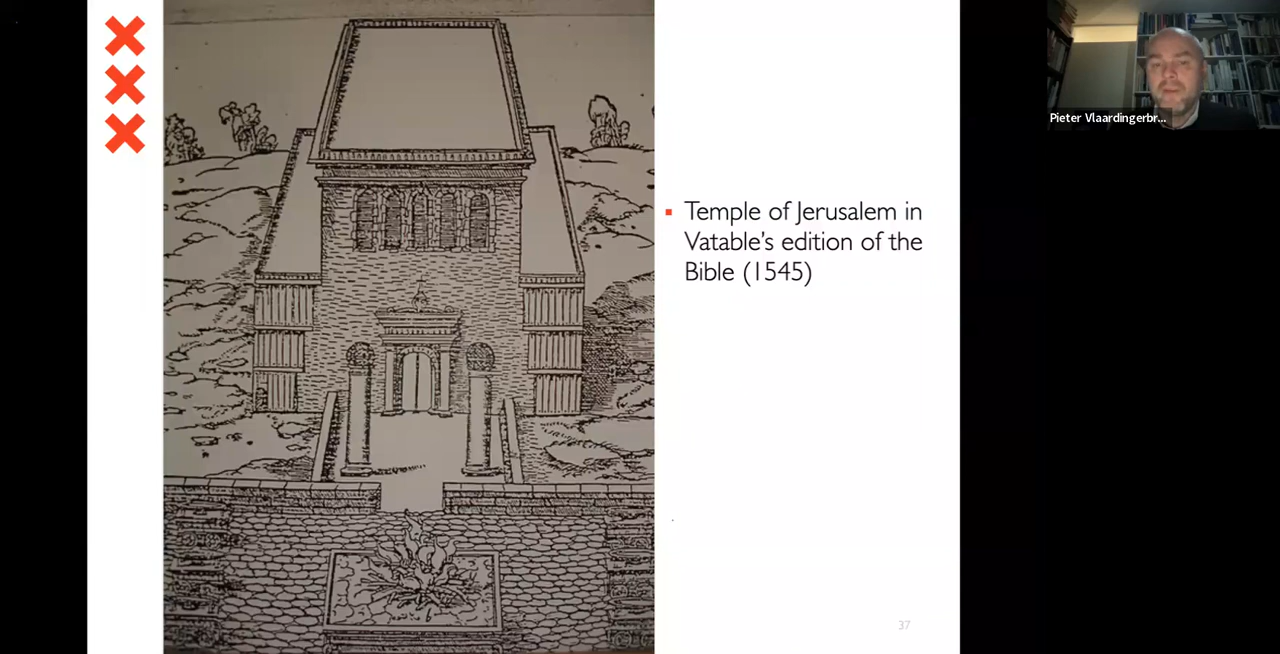 Temple of Jerusalem in
Vatable’s edition of the
Bible (1545)
Pieter Vlaardingerbr...
37